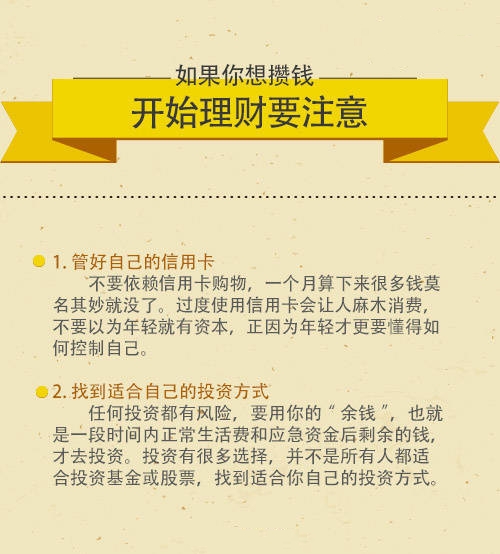 如果你想攒钱
开始理财要注意
1. 管好自己的信用卡
不要依赖信用卡购物，一个月算下来很多钱莫
名其妙就没了。过度使用信用卡会让人麻木消费，
不要以为年轻就有资本，正因为年轻才更要懂得如
何控制自己。
2. 找到适合自己的投资方式
任何投资都有风险，要用你的“余钱”，也就
是一段时间内正常生活费和应急资金后剩余的钱，
才去投资。投资有很多选择，并不是所有人都适
合投资基金或股票，找到适合你自己的投资方式。